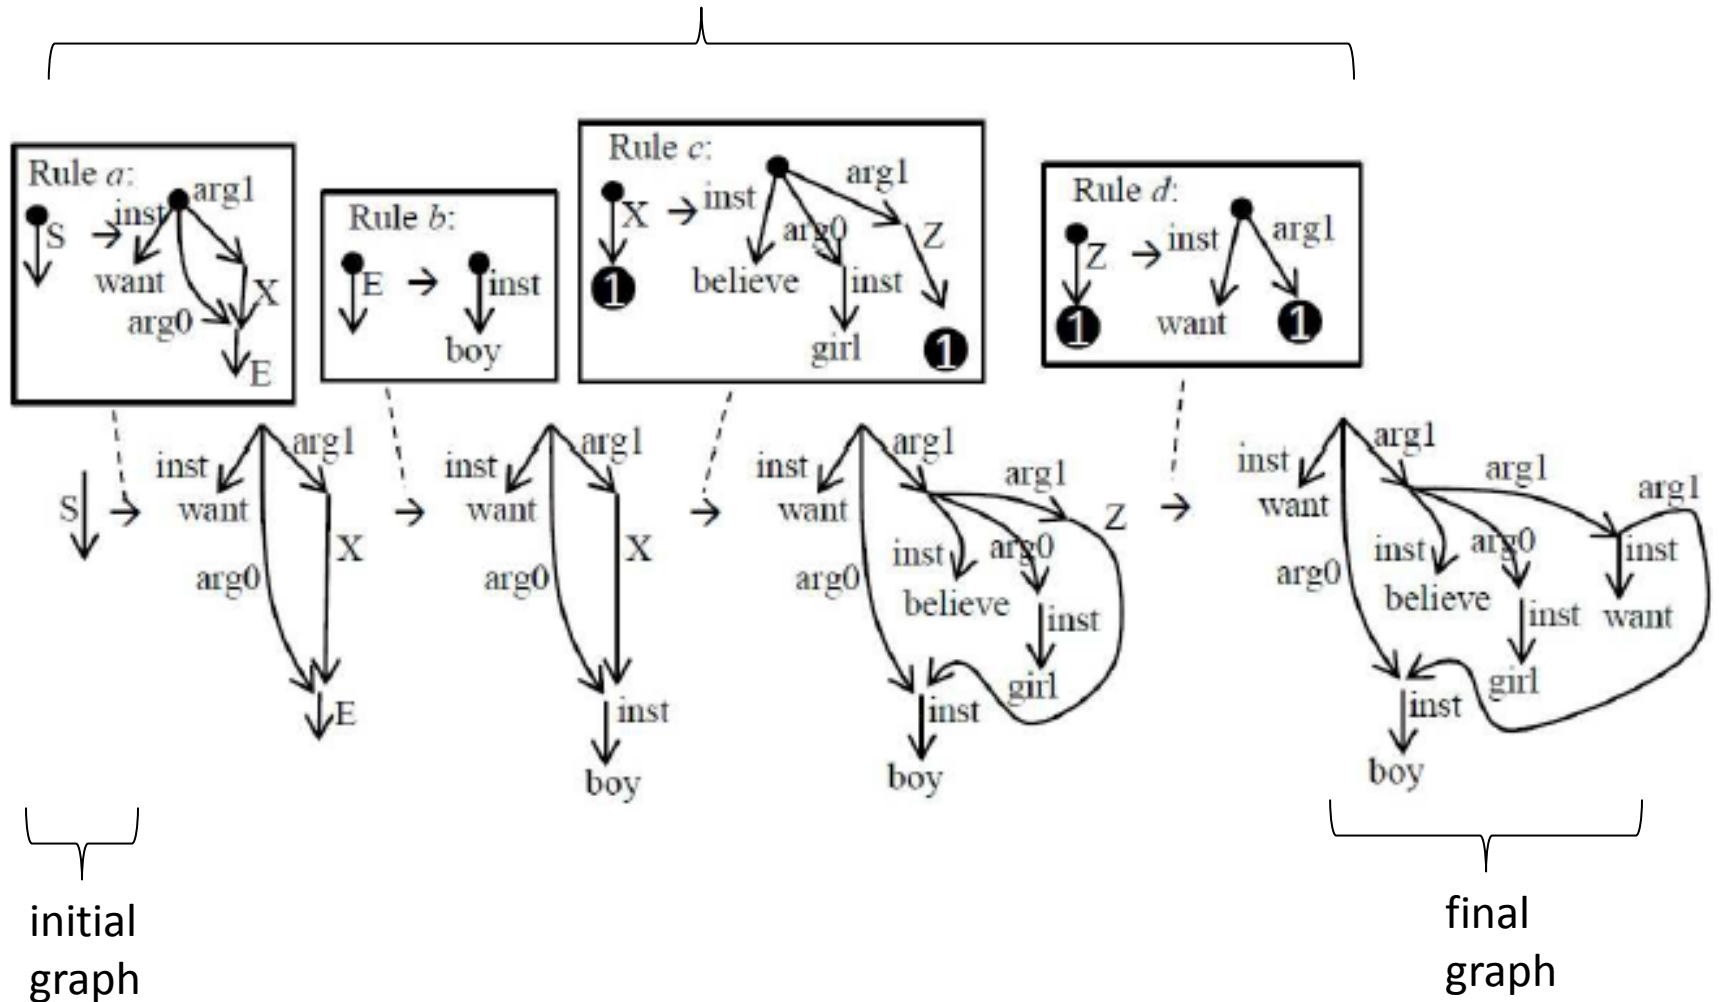 Rule a:
S → inst arg1
want
arg0
X
E
Rule b:
E → inst
boy
Rule c:
X → inst arg0 arg1
1
believe
inst
girl
Z
1
Rule d:
Z → inst arg1
1
want
1
S →
inst
arg1
want
arg0
X
E
→
inst
arg1
want
arg0
X
inst
boy
→
inst
arg1
want
arg0
arg1
Z
inst
arg0
believe
inst
girl
inst
boy
→
inst
arg1
want
arg0
arg1
arg1
inst
arg0
inst
believe
inst
want
girl
inst
boy
initial
graph
final
graph